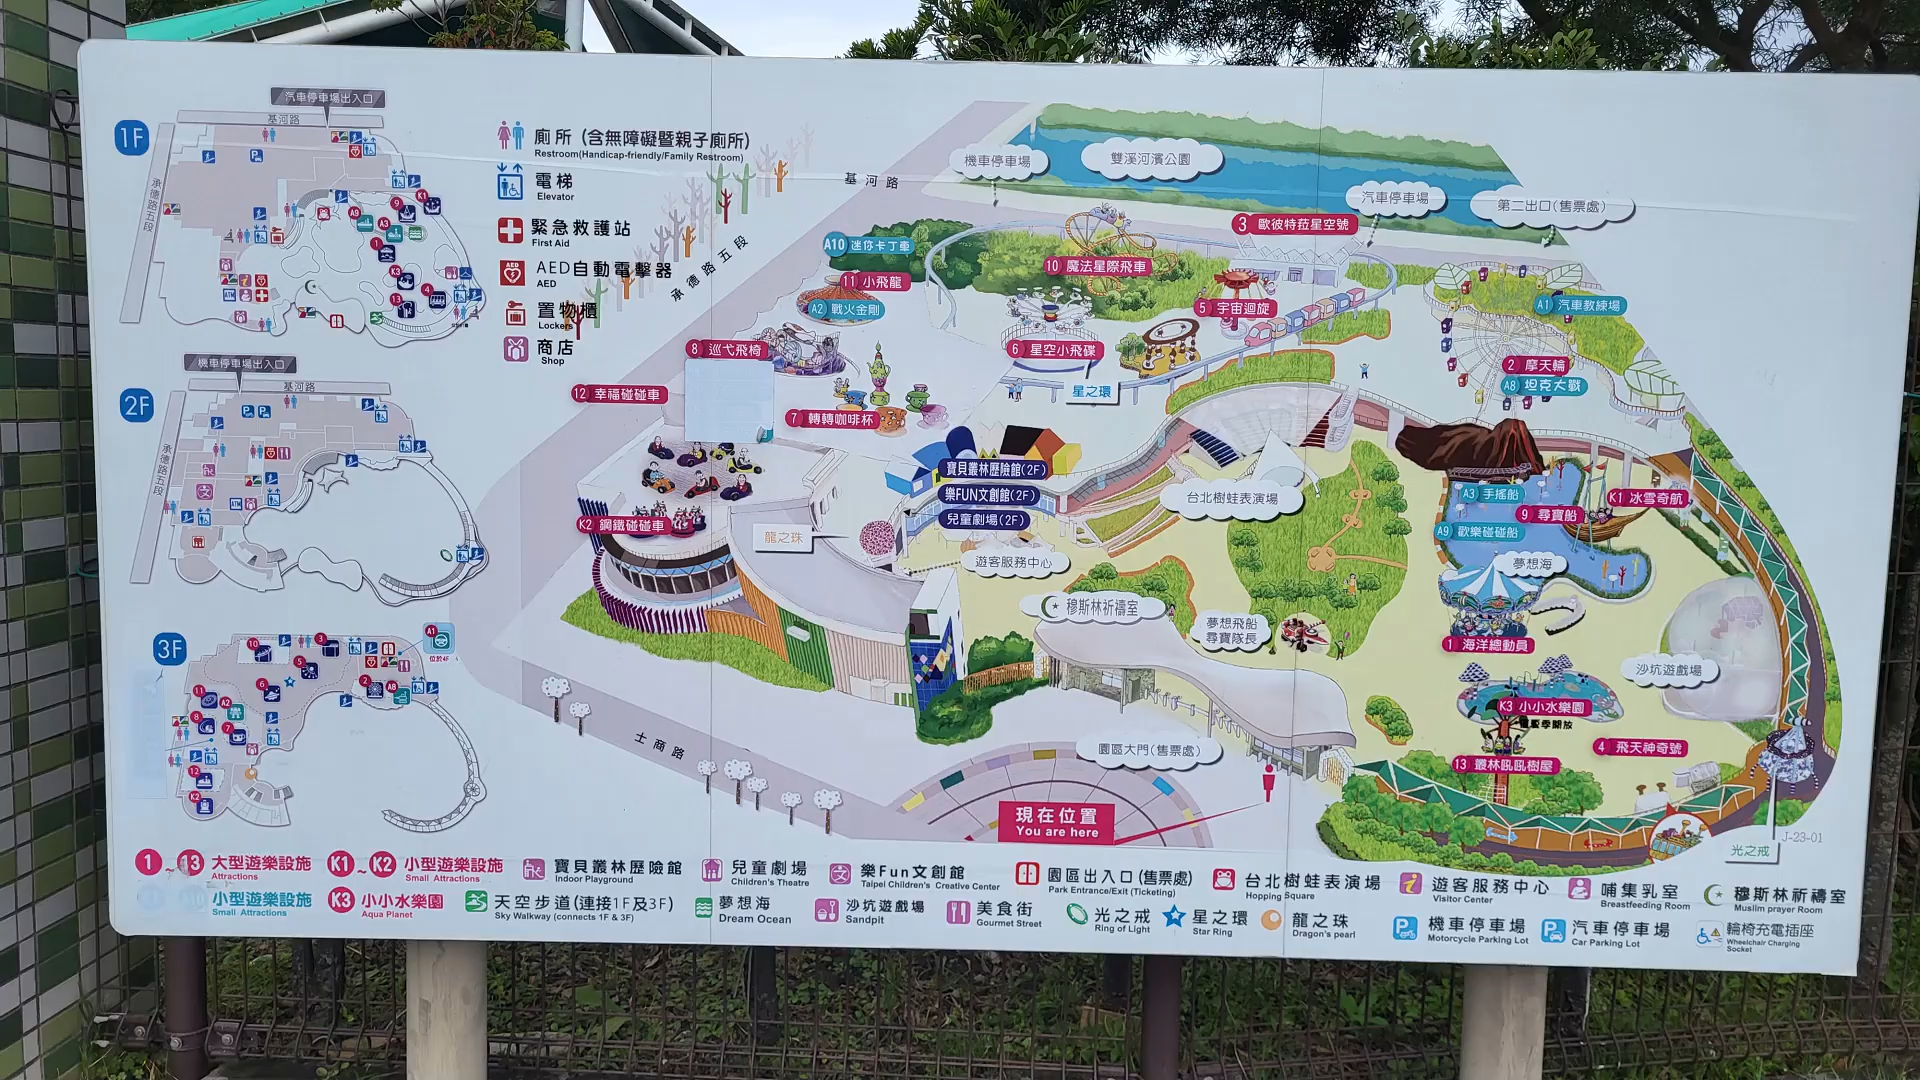 1F
汽車停車場出入口
基河路
承德路五段
2F
機車停車場出入口
基河路
承德路五段
3F
A1
位於4F
廁所 (含無障礙暨親子廁所)
Restroom(Handicap-friendly/Family Restroom)
電梯
Elevator
緊急救護站
First Aid
AED自動電擊器
AED
置物櫃
Lockers
商店
Shop
基河路
承德路五段
士商路
機車停車場
雙溪河濱公園
汽車停車場
第二出口(售票處)
3 歐彼特菈星空號
A10 迷你卡丁車
10 魔法星際飛車
11 小飛龍
A2 戰火金剛
5 宇宙迴旋
A1 汽車教練場
8 巡弋飛椅
6 星空小飛碟
2 摩天輪
A8 坦克大戰
星之環
12 幸福碰碰車
7 轉轉咖啡杯
寶貝叢林歷險館(2F)
樂FUN文創館(2F)
兒童劇場(2F)
台北樹蛙表演場
A3 手搖船
K1 冰雪奇航
9 尋寶船
A9 歡樂碰碰船
K2 鋼鐵碰碰車
龍之珠
遊客服務中心
夢想海
穆斯林祈禱室
夢想飛船
尋寶隊長
1 海洋總動員
沙坑遊戲場
K3 小小水樂園
園區大門(售票處)
4 飛天神奇號
13 叢林吼吼樹屋
現在位置
You are here
J-23-01
光之戒
1~13 大型遊樂設施
Attractions
K1~K2 小型遊樂設施
Small Attractions
寶貝叢林歷險館
Indoor Playground
兒童劇場
Children's Theatre
樂Fun文創館
Taipei Children's Creative Center
園區出入口(售票處)
Park Entrance/Exit (Ticketing)
台北樹蛙表演場
Hopping Square
遊客服務中心
Visitor Center
哺集乳室
Breastfeeding Room
穆斯林祈禱室
Muslim prayer Room
小型遊樂設施
Small Attractions
K3 小小水樂園
Aqua Planet
天空步道(連接1F及3F)
Sky Walkway (connects 1F & 3F)
夢想海
Dream Ocean
沙坑遊戲場
Sandpit
美食街
Gourmet Street
光之戒
Ring of Light
星之環
Star Ring
龍之珠
Dragon's pearl
機車停車場
Motorcycle Parking Lot
汽車停車場
Car Parking Lot
輪椅充電插座
Wheelchair Charging
Socket